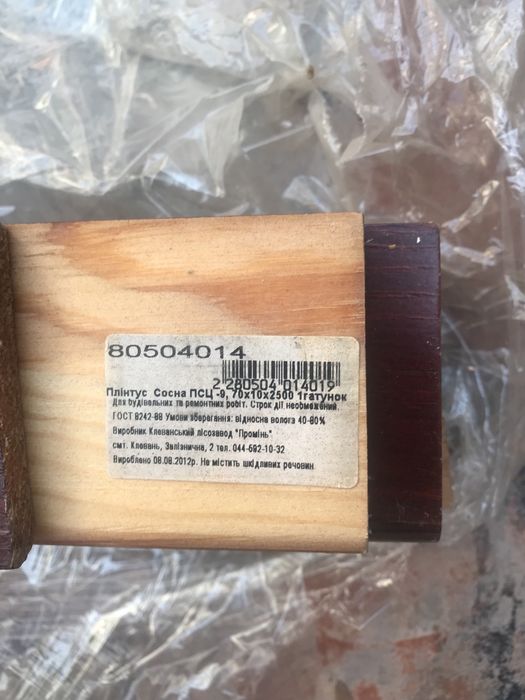 80504014
2 280504 014019
Плінтус Сосна ПСЦ -9, 70х10х2500 1гатунок
Для будівельних та ремонтних робіт. Строк дії необмежений.
ГОСТ 8242-88 Умови зберегання: відносна волога 40-60%
Виробник Клеванський лісозавод "Промінь"
смт. Клевань, Залізнична, 2 тел. 044-592-10-32
Вироблено 08.08.2012р. Не містить шкідливих речовин